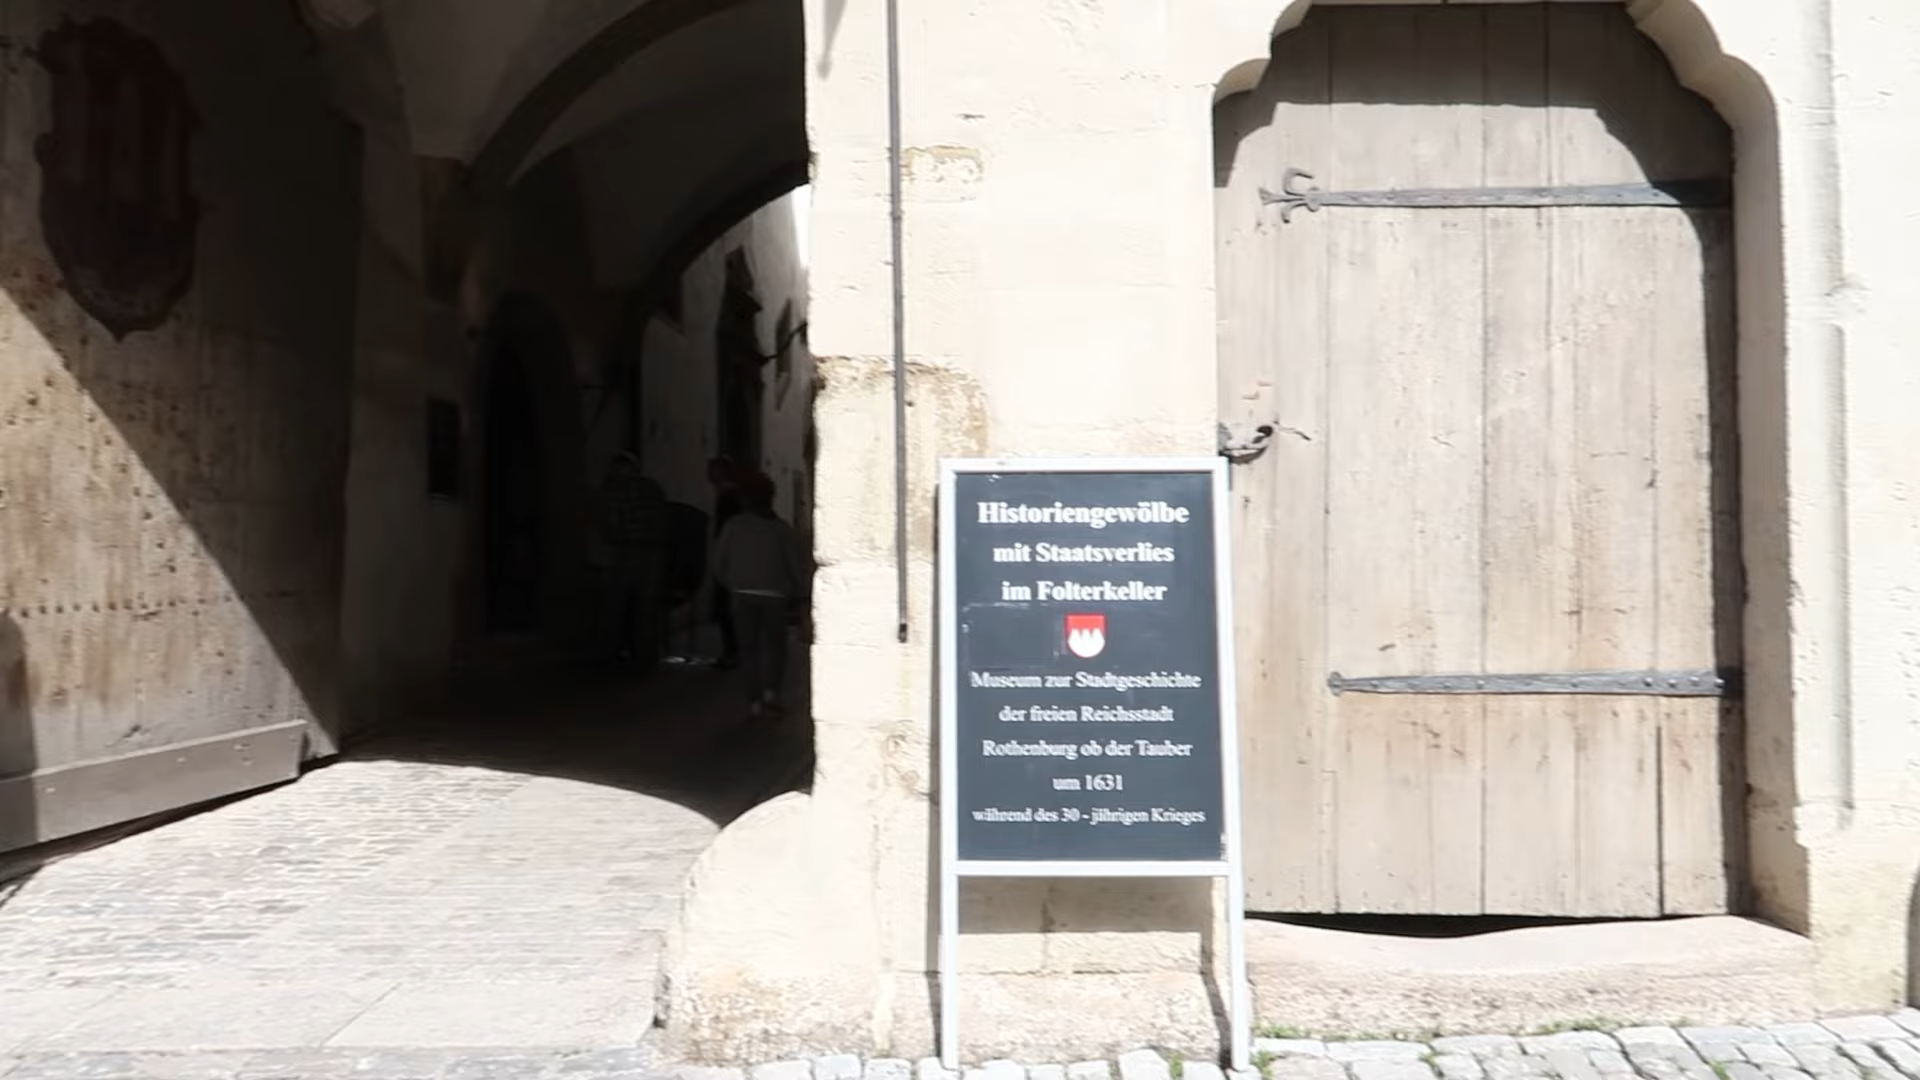 Historiengewölbe
mit Staatsverlies
im Folterkeller
Museum zur Stadtgeschichte
der freien Reichsstadt
Rothenburg ob der Tauber
um 1631
während des 30 - jährigen Krieges